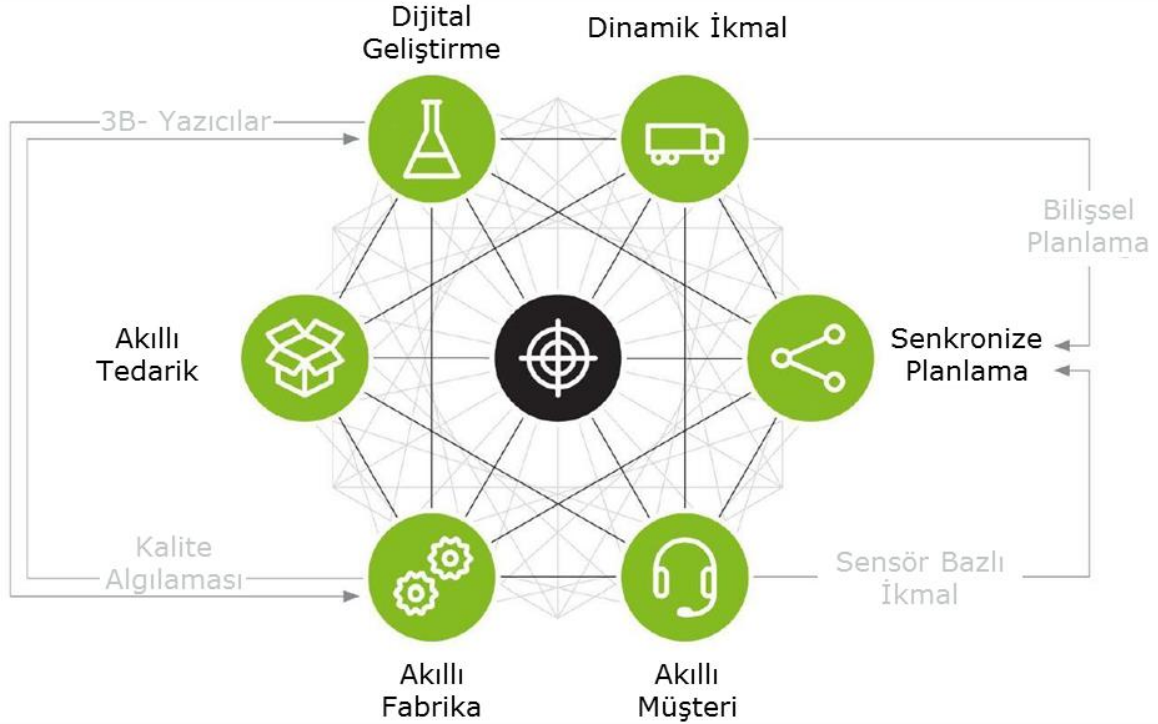 Dijital
Geliştirme
Dinamik İkmal
3B- Yazıcılar
Bilişsel
Planlama
Akıllı
Tedarik
Senkronize
Planlama
Kalite
Algılaması
Sensör Bazlı
İkmal
Akıllı
Fabrika
Akıllı
Müşteri